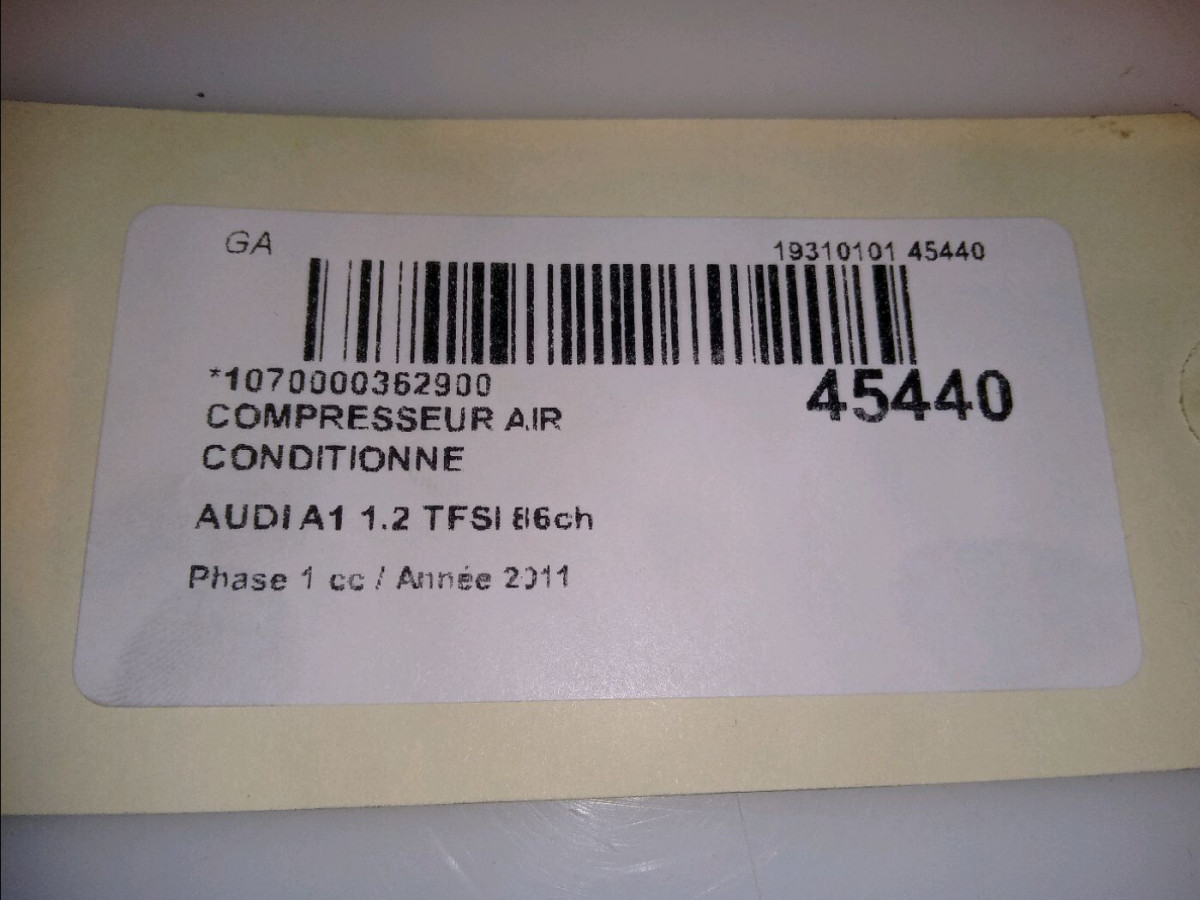 GA
19310101 45440
*1070000362900
45440
COMPRESSEUR AIR
CONDITIONNE
AUDI A1 1.2 TFSI 86ch
Phase 1 cc / Année 2011